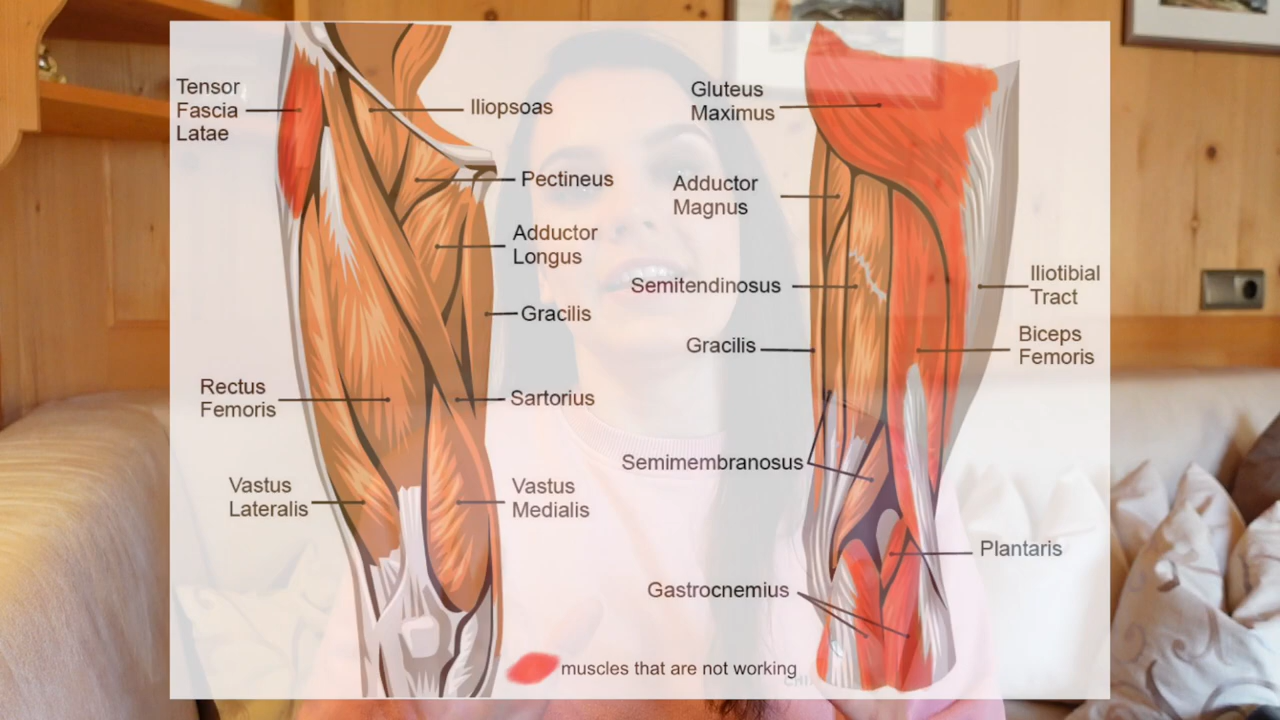 Tensor
Fascia
Latae
Iliopsoas
Pectineus
Adductor
Longus
Gracilis
Rectus
Femoris
Sartorius
Vastus
Lateralis
Vastus
Medialis
Gluteus
Maximus
Adductor
Magnus
Semitendinosus
Iliotibial
Tract
Gracilis
Biceps
Femoris
Semimembranosus
Plantaris
Gastrocnemius
muscles that are not working